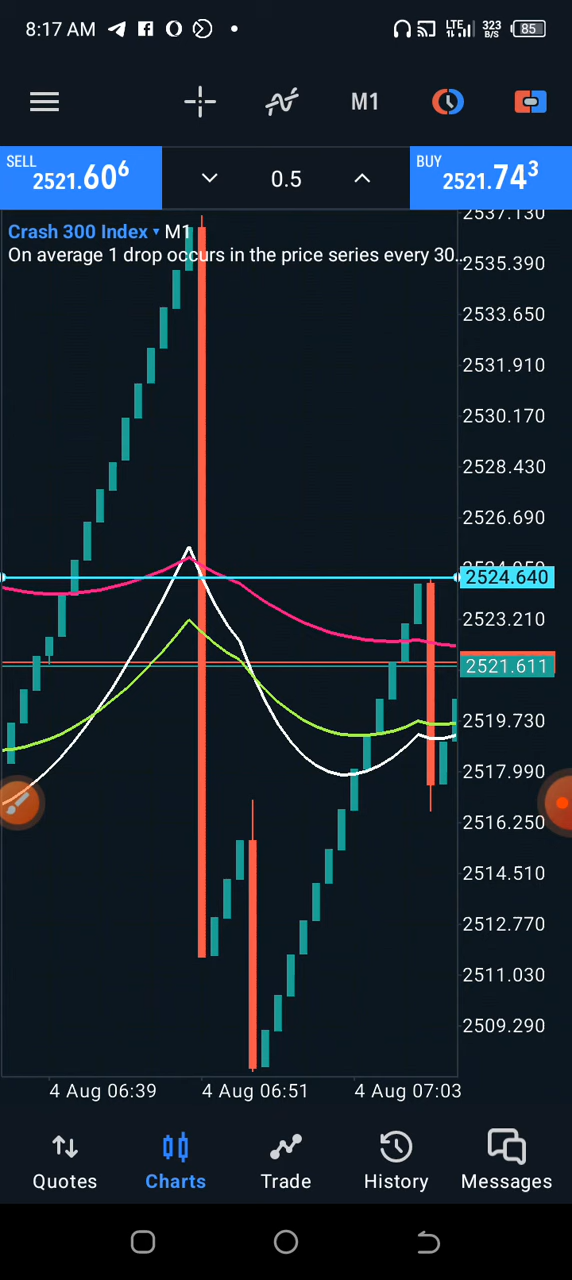 8:17 AM LTE 323 B/S 85
M1
SELL 2521.606 0.5 BUY 2521.743
Crash 300 Index M1
On average 1 drop occurs in the price series every 30...
2537.130
2535.390
2533.650
2531.910
2530.170
2528.430
2526.690
2524.640
2523.210
2521.611
2519.730
2517.990
2516.250
2514.510
2512.770
2511.030
2509.290
4 Aug 06:39 4 Aug 06:51 4 Aug 07:03
Quotes Charts Trade History Messages